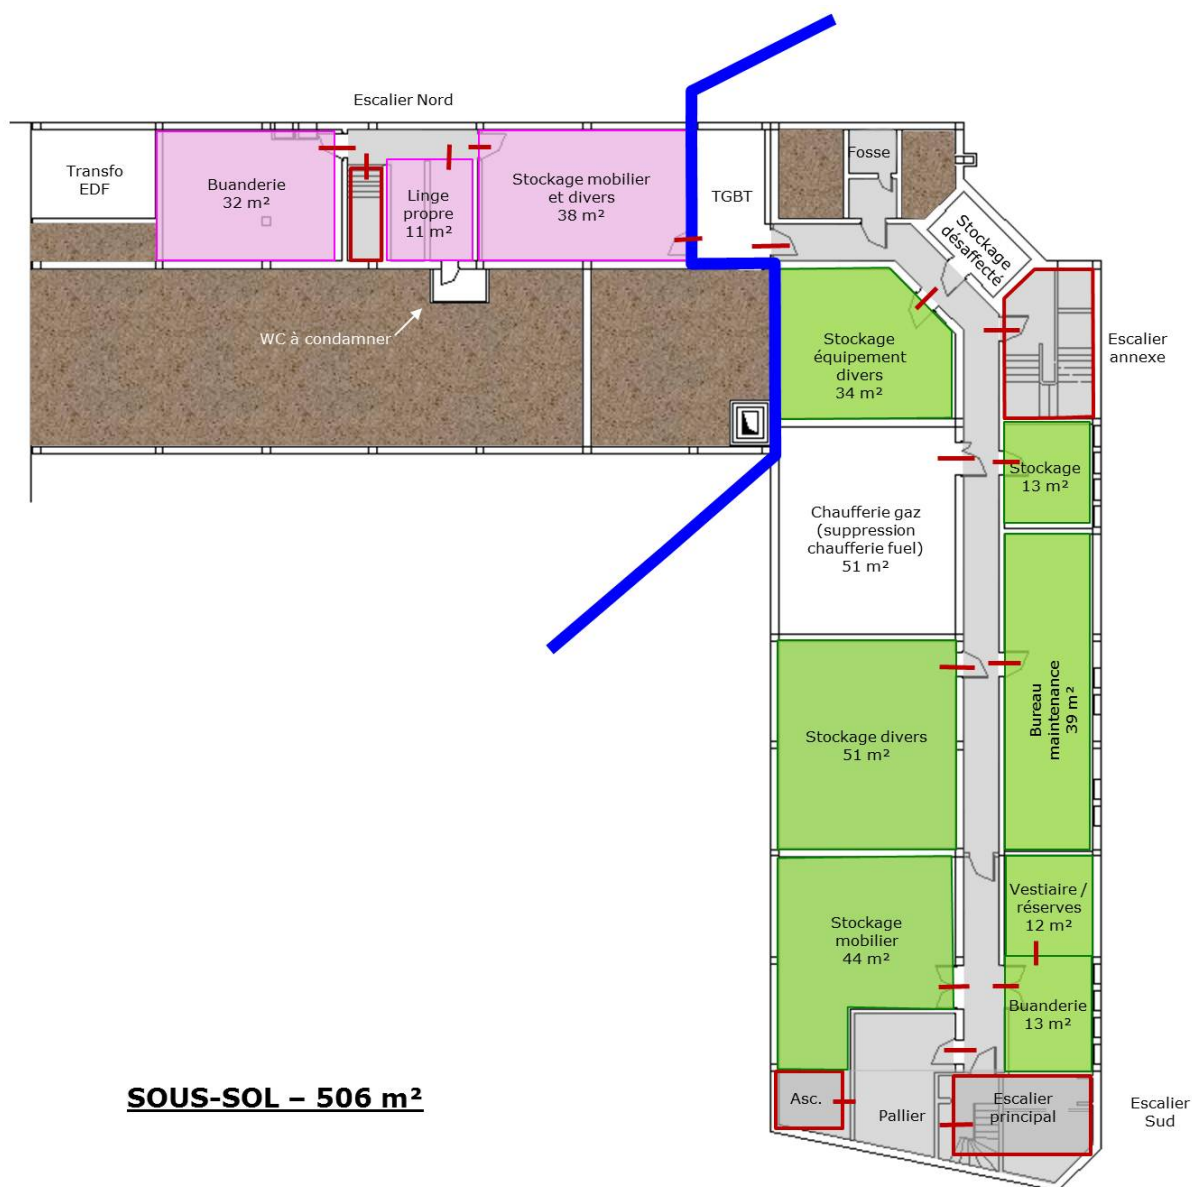 Escalier Nord
Transfo
EDF
Buanderie
32 m²
Linge
propre
11 m²
Stockage mobilier
et divers
38 m²
TGBT
Fosse
Stockage
désaffecté
WC à condamner
Stockage
équipement
divers
34 m²
Escalier
annexe
Stockage
13 m²
Chaufferie gaz
(suppression
chaufferie fuel)
51 m²
Bureau
maintenance
39 m²
Stockage divers
51 m²
Stockage
mobilier
44 m²
Vestiaire /
réserves
12 m²
Buanderie
13 m²
Asc.
Pallier
Escalier
principal
Escalier
Sud
SOUS-SOL – 506 m²